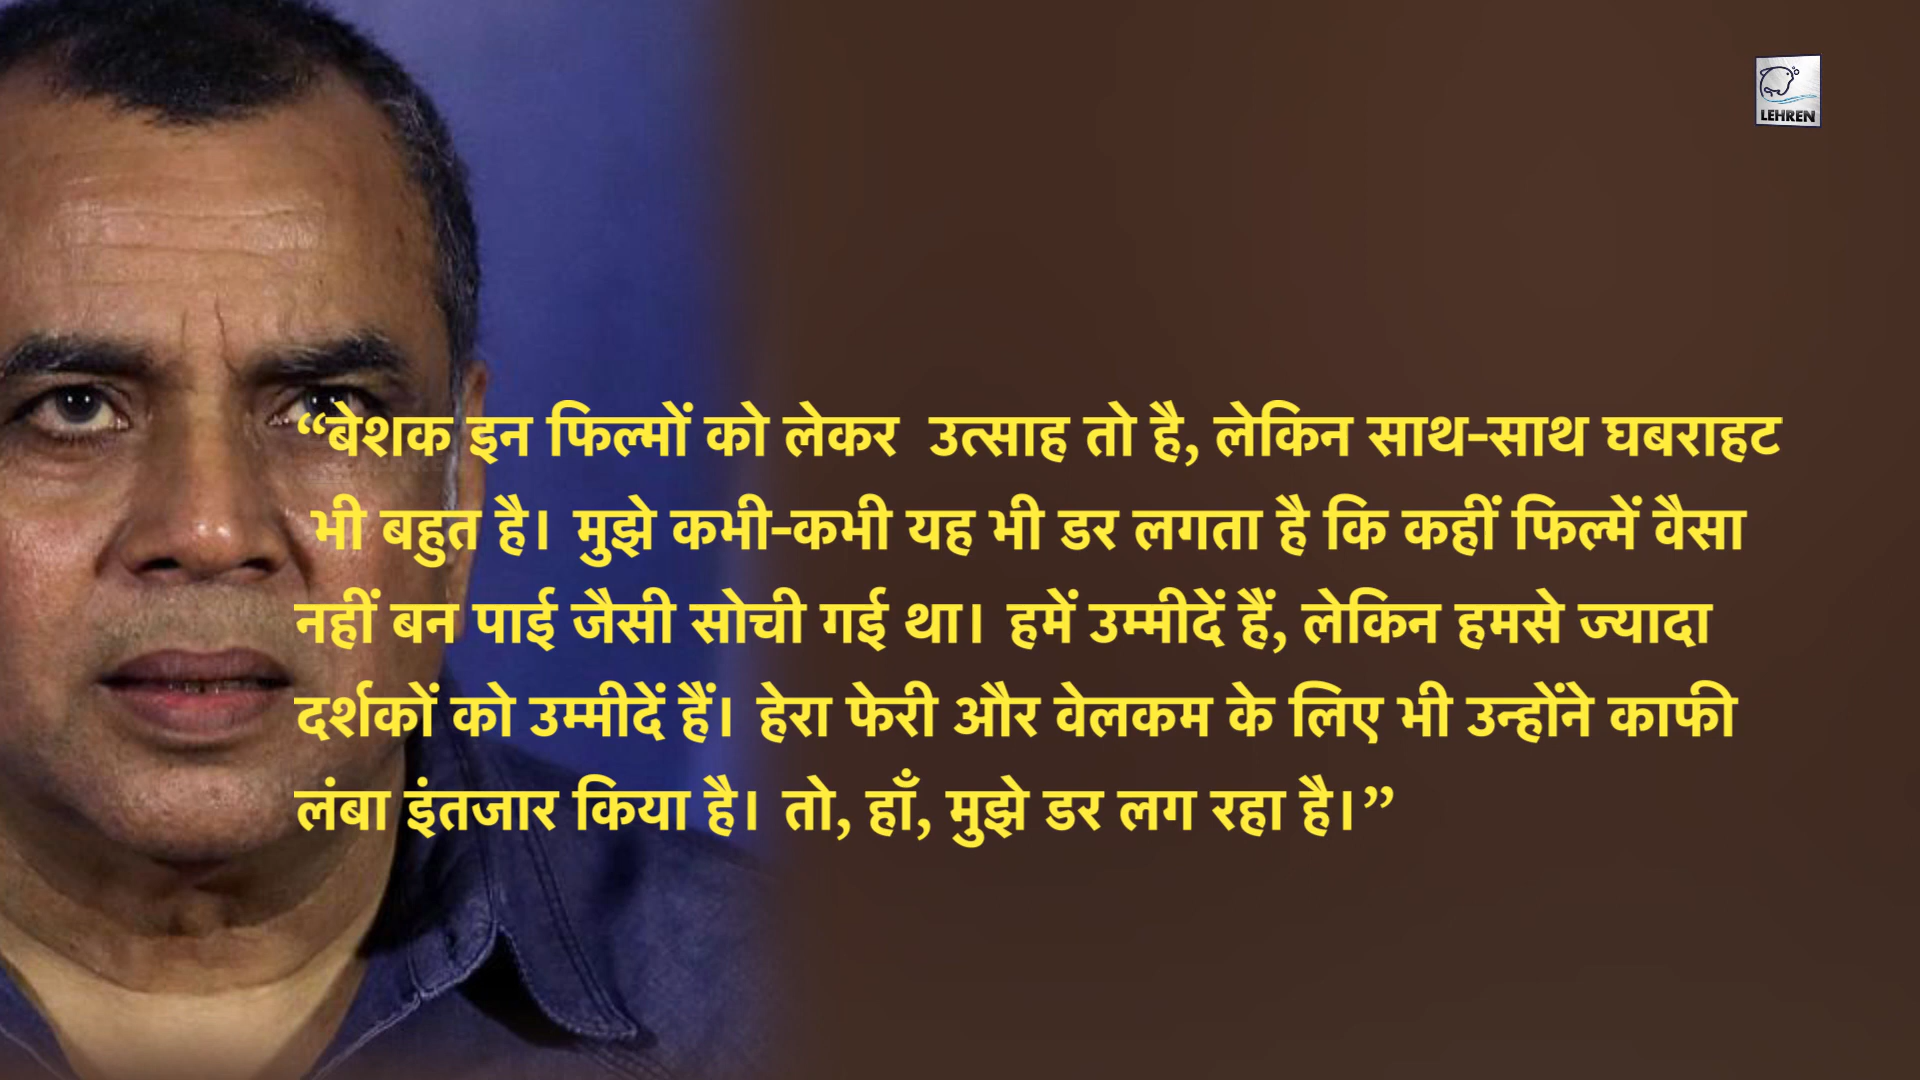 LEHREN
“बेशक इन फिल्मों को लेकर उत्साह तो है, लेकिन साथ-साथ घबराहट
भी बहुत है। मुझे कभी-कभी यह भी डर लगता है कि कहीं फिल्में वैसा
नहीं बन पाई जैसी सोची गई था। हमें उम्मीदें हैं, लेकिन हमसे ज्यादा
दर्शकों को उम्मीदें हैं। हेरा फेरी और वेलकम के लिए भी उन्होंने काफी
लंबा इंतजार किया है। तो, हाँ, मुझे डर लग रहा है।”